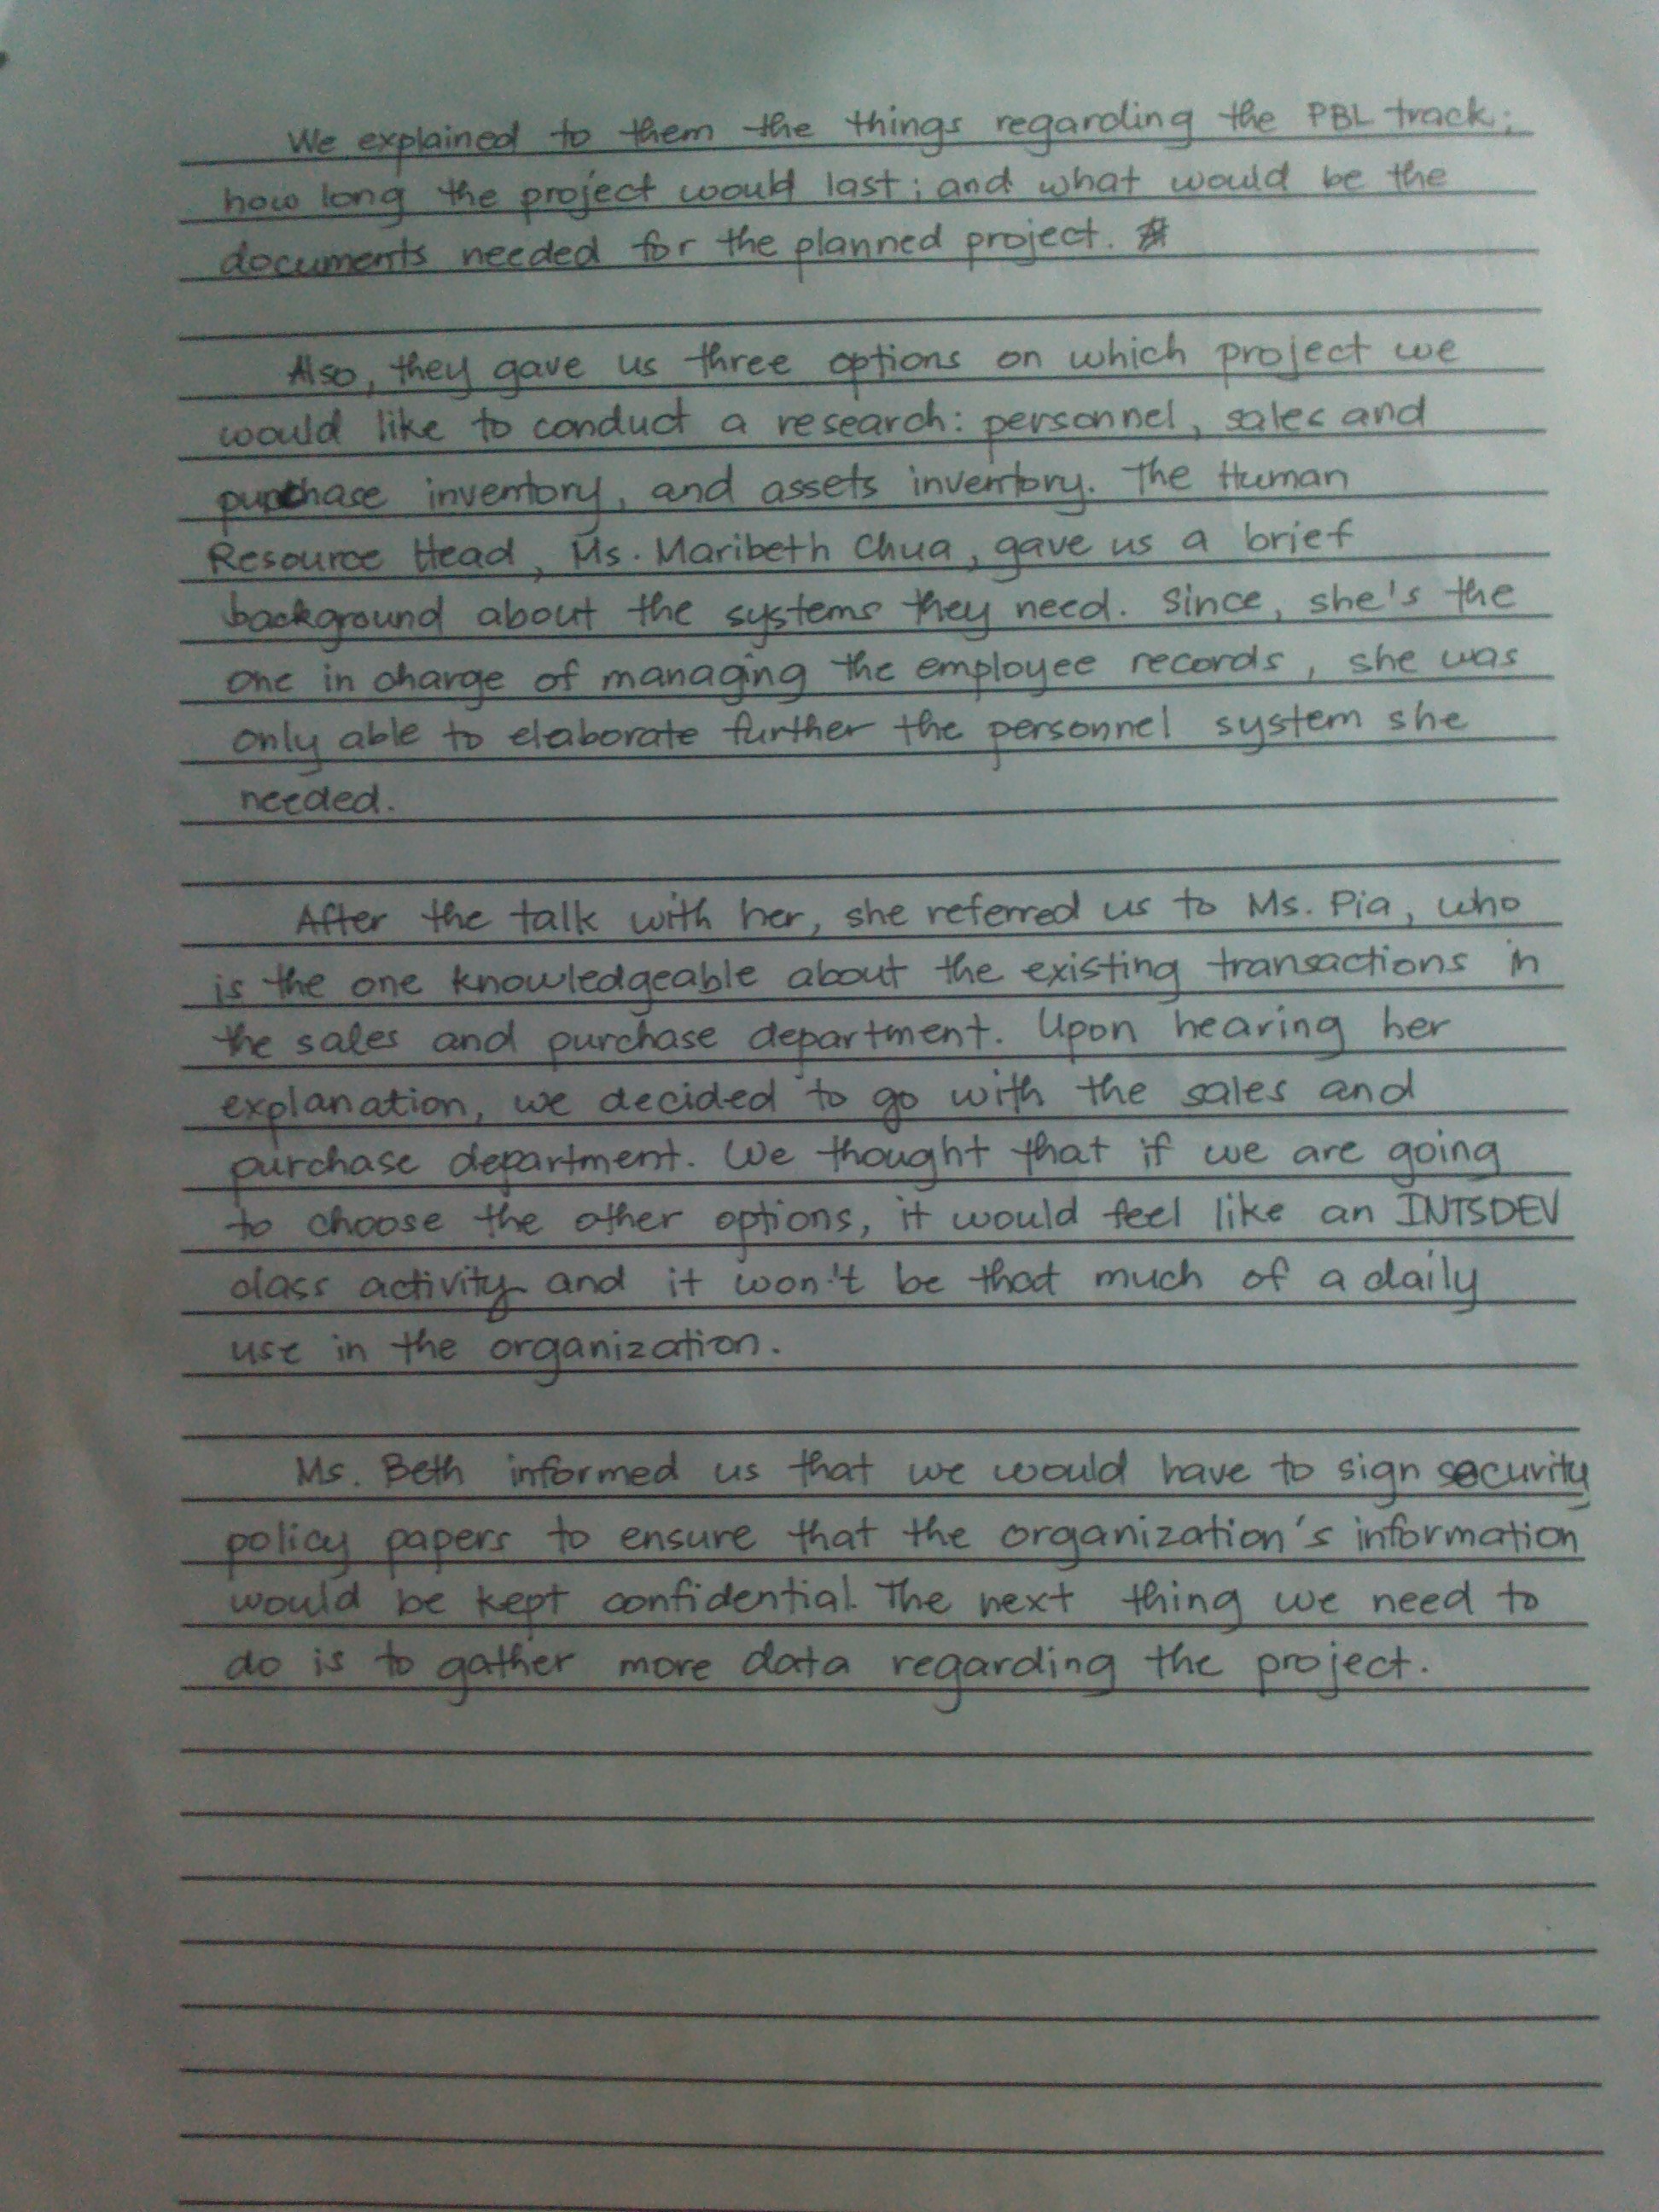 We explained to them the things regarding the PBL track;
how long the project would last; and what would be the
documents needed for the planned project.
Also, they gave us three options on which project we
would like to conduct a research: personnel, sales and
purchase inventory, and assets inventory. The Human
Resource Head, Ms. Maribeth Chua, gave us a brief
background about the systems they need. Since, she's the
one in charge of managing the employee records, she was
only able to elaborate further the personnel system she
needed.
After the talk with her, she referred us to Ms. Pia, who
is the one knowledgeable about the existing transactions in
the sales and purchase department. Upon hearing her
explanation, we decided to go with the sales and
purchase department. We thought that if we are going
to choose the other options, it would feel like an INTSDEV
class activity and it won't be that much of a daily
use in the organization.
Ms. Beth informed us that we would have to sign security
policy papers to ensure that the organization's information
would be kept confidential. The next thing we need to
do is to gather more data regarding the project.